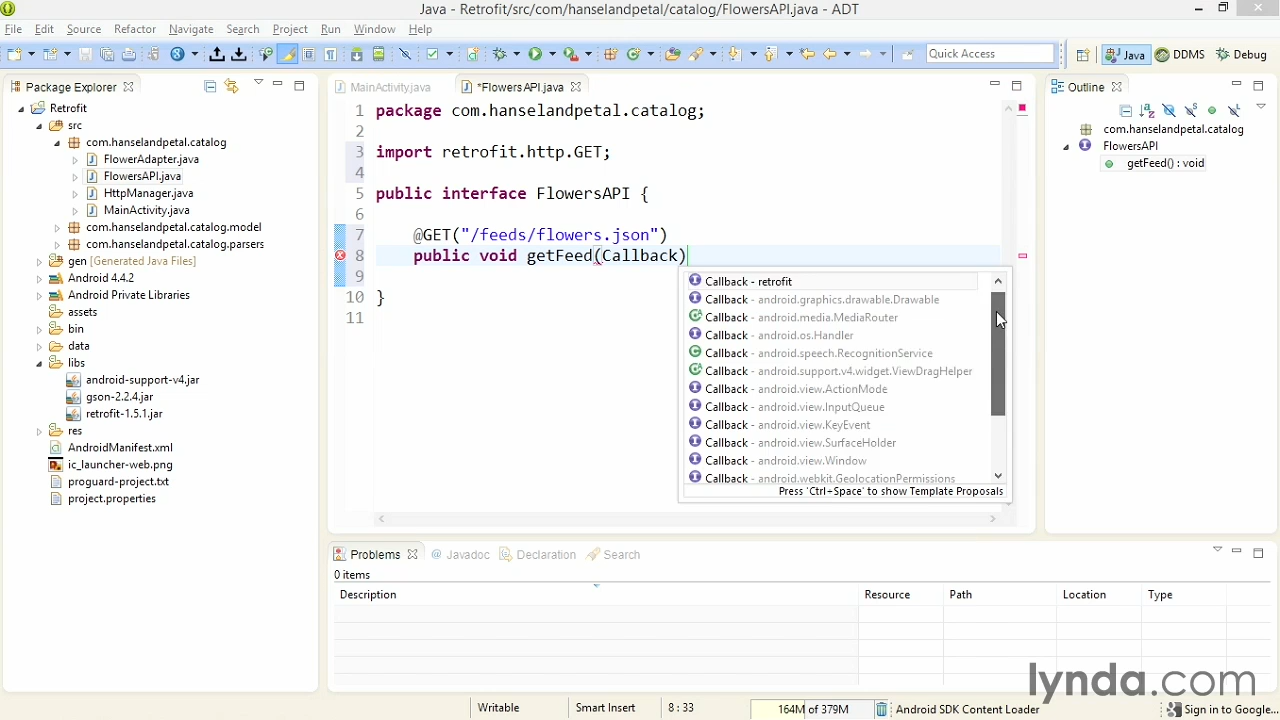 Java - Retrofit/src/com/hanselandpetal/catalog/FlowersAPI.java - ADT
File Edit Source Refactor Navigate Search Project Run Window Help
Quick Access
Java
DDMS
Debug
Package Explorer
Retrofit
src
com.hanselandpetal.catalog
FlowerAdapter.java
FlowersAPI.java
HttpManager.java
MainActivity.java
com.hanselandpetal.catalog.model
com.hanselandpetal.catalog.parsers
gen [Generated Java Files]
Android 4.4.2
Android Private Libraries
assets
bin
data
libs
android-support-v4.jar
gson-2.2.4.jar
retrofit-1.5.1.jar
res
AndroidManifest.xml
ic_launcher-web.png
proguard-project.txt
project.properties
MainActivity.java
*FlowersAPI.java
1 package com.hanselandpetal.catalog;
2
3 import retrofit.http.GET;
4
5 public interface FlowersAPI {
6
7 @GET("/feeds/flowers.json")
8 public void getFeed(Callback)
9
10 }
11
Callback - retrofit
Callback - android.graphics.drawable.Drawable
Callback - android.media.MediaRouter
Callback - android.os.Handler
Callback - android.speech.RecognitionService
Callback - android.support.v4.widget.ViewDragHelper
Callback - android.view.ActionMode
Callback - android.view.InputQueue
Callback - android.view.KeyEvent
Callback - android.view.SurfaceHolder
Callback - android.view.Window
Callback - android.webkit.GeolocationPermissions
Press 'Ctrl+Space' to show Template Proposals
Outline
com.hanselandpetal.catalog
FlowersAPI
getFeed() : void
Problems
@ Javadoc
Declaration
Search
0 items
Description Resource Path Location Type
lynda.com
Writable
Smart Insert
8 : 33
164M of 379M
Android SDK Content Loader
Sign in to Google...